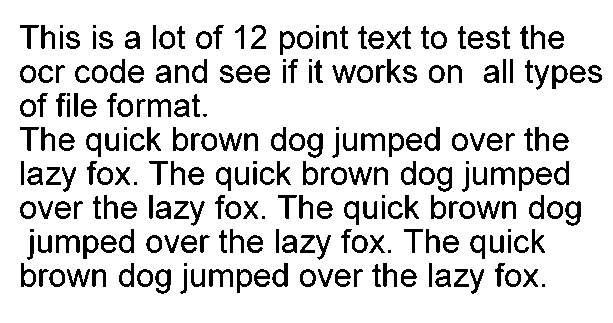 This is a lot of 12 point text to test the
ocr code and see if it works on  all types
of file format.
The quick brown dog jumped over the
lazy fox. The quick brown dog jumped
over the lazy fox. The quick brown dog
 jumped over the lazy fox. The quick
brown dog jumped over the lazy fox.